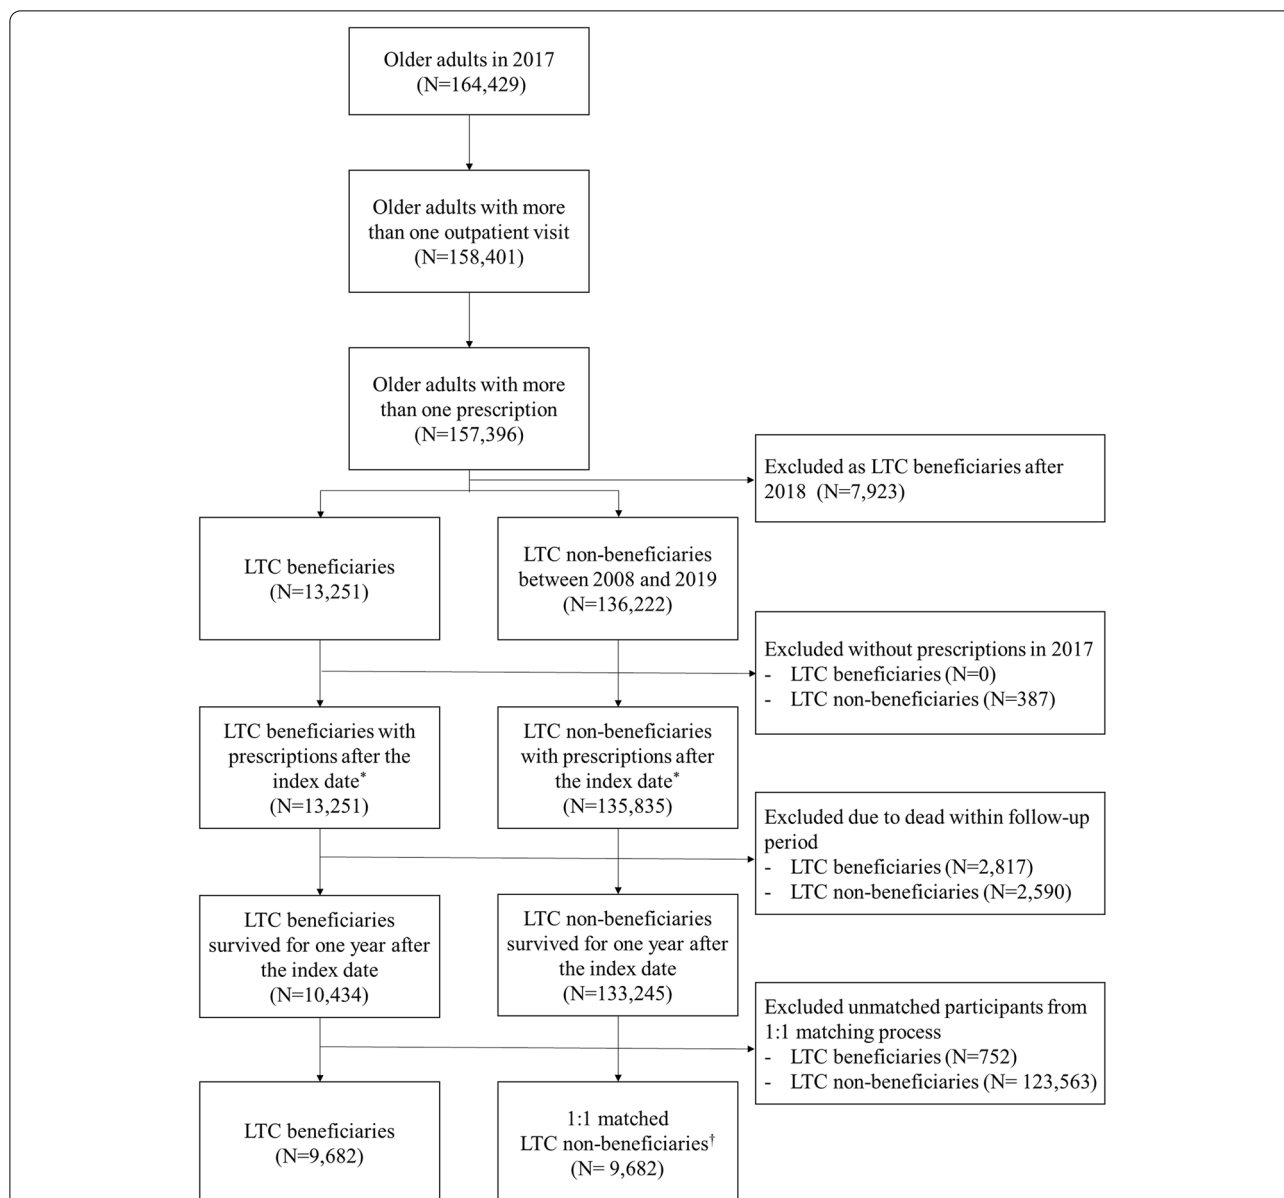 Older adults in 2017
(N=164,429)
Older adults with more
than one outpatient visit
(N=158,401)
Older adults with more
than one prescription
(N=157,396)
Excluded as LTC beneficiaries after
2018 (N=7,923)
LTC beneficiaries
(N=13,251)
LTC non-beneficiaries
between 2008 and 2019
(N=136,222)
Excluded without prescriptions in 2017
- LTC beneficiaries (N=0)
- LTC non-beneficiaries (N=387)
LTC beneficiaries with
prescriptions after the
index date*
(N=13,251)
LTC non-beneficiaries
with prescriptions after
the index date*
(N=135,835)
Excluded due to dead within follow-up
period
- LTC beneficiaries (N=2,817)
- LTC non-beneficiaries (N=2,590)
LTC beneficiaries
survived for one year after
the index date
(N=10,434)
LTC non-beneficiaries
survived for one year after
the index date
(N=133,245)
Excluded unmatched participants from
1:1 matching process
- LTC beneficiaries (N=752)
- LTC non-beneficiaries (N= 123,563)
LTC beneficiaries
(N=9,682)
1:1 matched
LTC non-beneficiaries†
(N= 9,682)